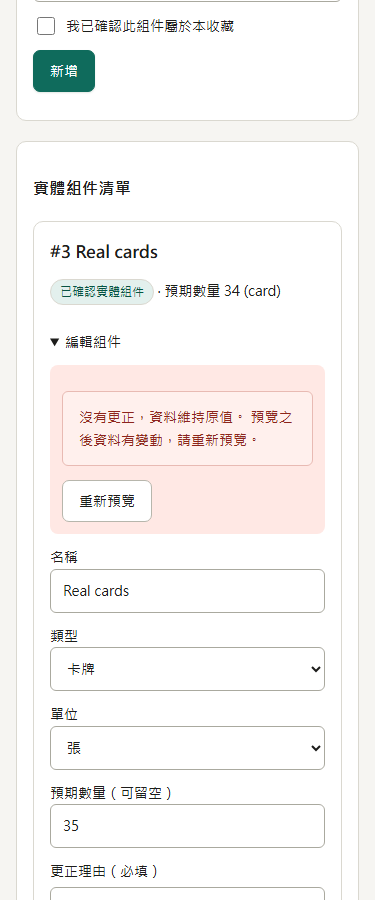 我已確認此組件屬於本收藏
新增
實體組件清單
#3 Real cards
已確認實體組件 · 預期數量 34 (card)
▼ 編輯組件
沒有更正，資料維持原值。 預覽之
後資料有變動，請重新預覽。
重新預覽
名稱
Real cards
類型
卡牌
單位
張
預期數量（可留空）
35
更正理由（必填）